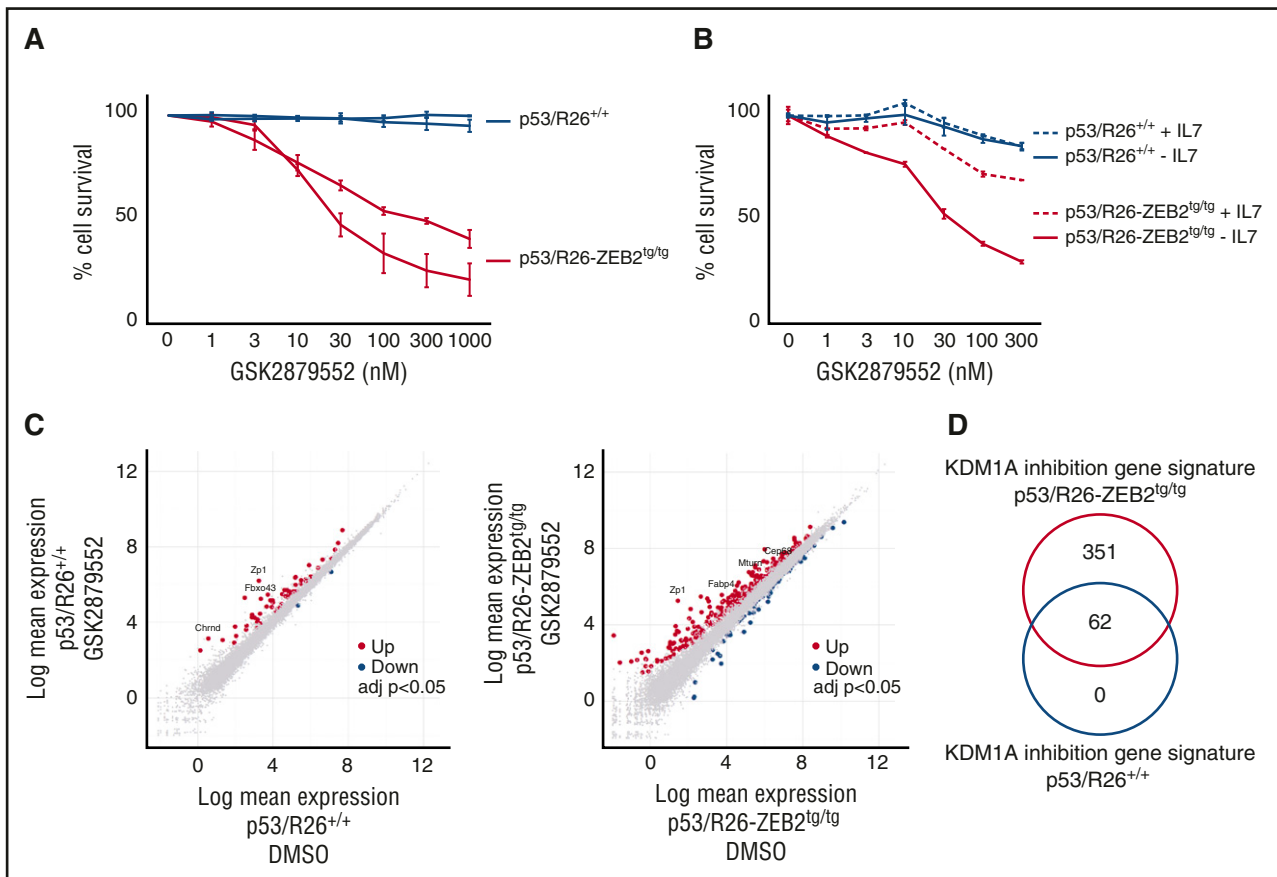 A
% cell survival
100
50
0
0 1 3 10 30 100 300 1000
GSK2879552 (nM)
p53/R26+/+
p53/R26-ZEB2tg/tg
B
% cell survival
100
50
0
0 1 3 10 30 100 300
GSK2879552 (nM)
p53/R26+/+ + IL7
p53/R26+/+ - IL7
p53/R26-ZEB2tg/tg + IL7
p53/R26-ZEB2tg/tg - IL7
C
Log mean expression
p53/R26+/+
GSK2879552
12
8
4
0
Zp1
Fbxo43
Chrnd
Up
Down
adj p<0.05
0 4 8 12
Log mean expression
p53/R26+/+
DMSO
Log mean expression
p53/R26-ZEB2tg/tg
GSK2879552
12
8
4
0
Cep68
Mturn
Fabp4
Zp1
Up
Down
adj p<0.05
0 4 8 12
Log mean expression
p53/R26-ZEB2tg/tg
DMSO
D
KDM1A inhibition gene signature
p53/R26-ZEB2tg/tg
351
62
0
KDM1A inhibition gene signature
p53/R26+/+